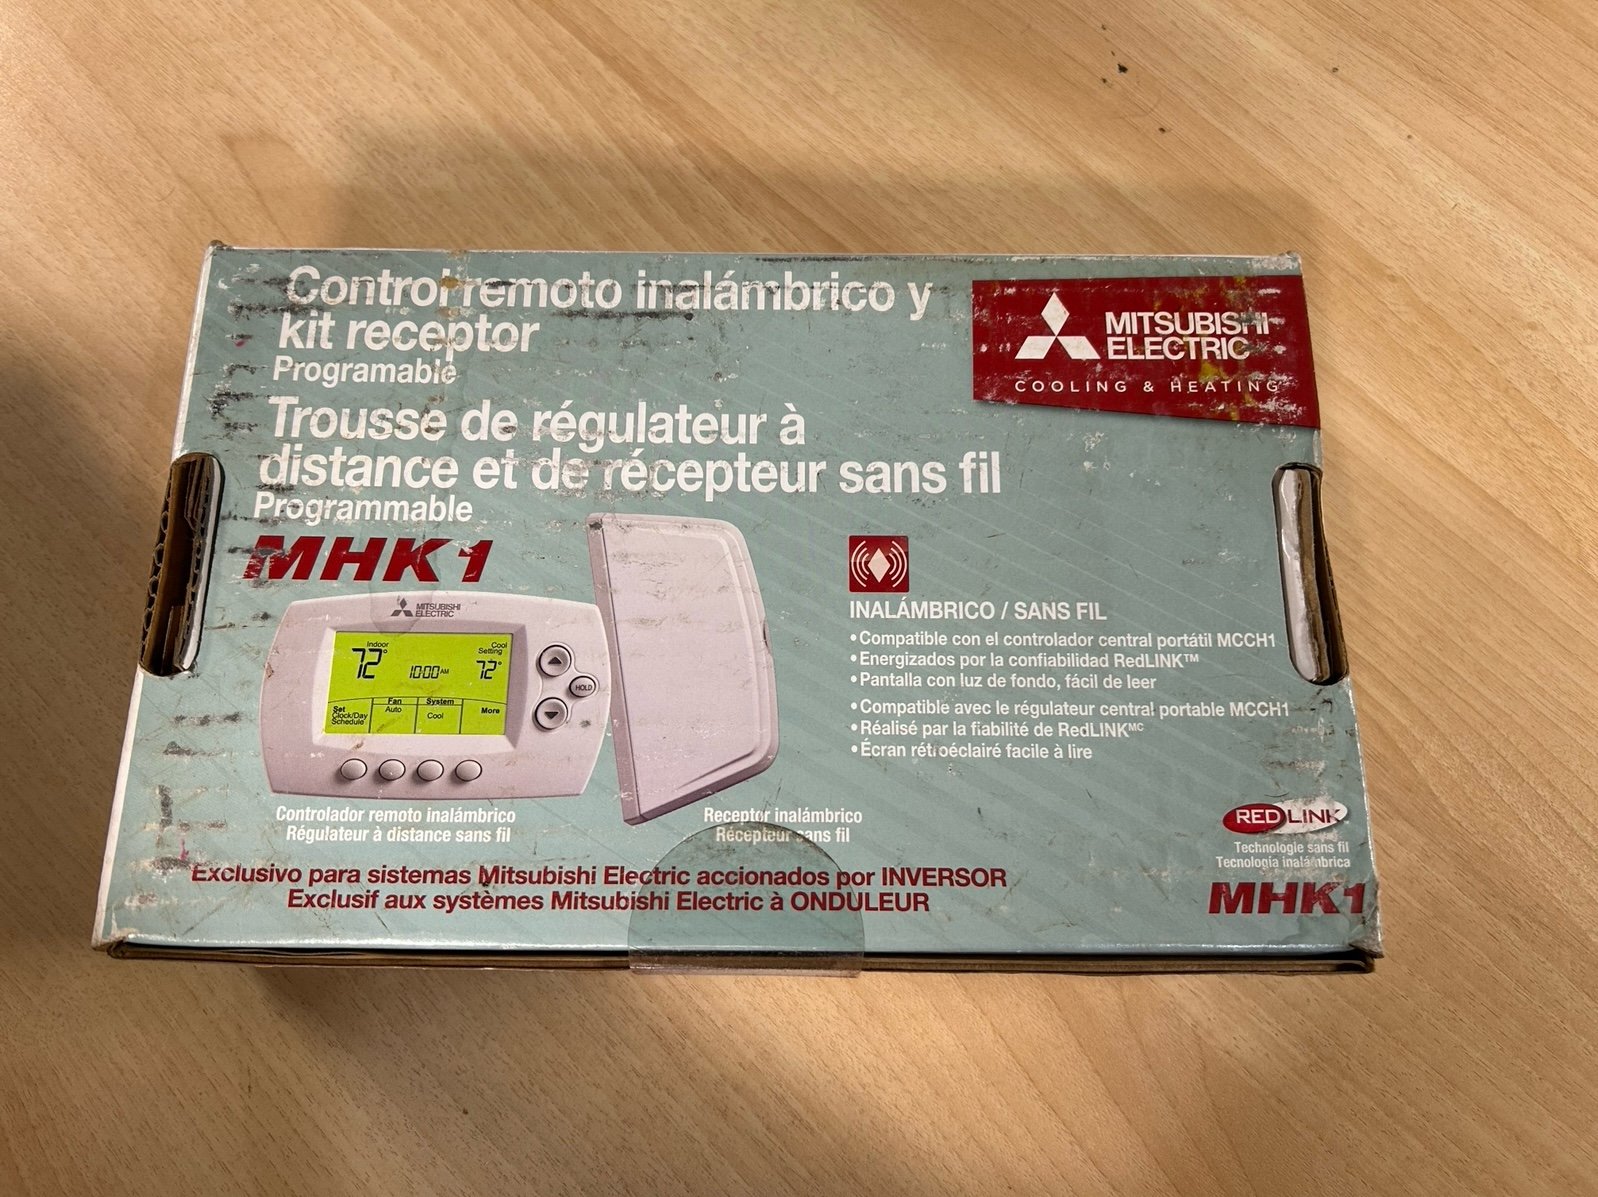 Control remoto inalámbrico y
kit receptor
Programable
Trousse de régulateur à
distance et de récepteur sans fil
Programmable
MHK1
MITSUBISHI
ELECTRIC
COOLING & HEATING
MITSUBISHI
ELECTRIC
Indoor
72°
10:00 AM
Cool
Setting
72°
Set
Clock/Day
Schedule
Fan
Auto
System
Cool
More
HOLD
Controlador remoto inalámbrico
Régulateur à distance sans fil
Receptor inalámbrico
Récepteur sans fil
INALÁMBRICO / SANS FIL
•Compatible con el controlador central portátil MCCH1
•Energizados por la confiabilidad RedLINK™
•Pantalla con luz de fondo, fácil de leer
•Compatible avec le régulateur central portable MCCH1
•Réalisé par la fiabilité de RedLINKMC
•Écran rétroéclairé facile à lire
REDLINK
Technologie sans fil
Tecnología inalámbrica
MHK1
Exclusivo para sistemas Mitsubishi Electric accionados por INVERSOR
Exclusif aux systèmes Mitsubishi Electric à ONDULEUR